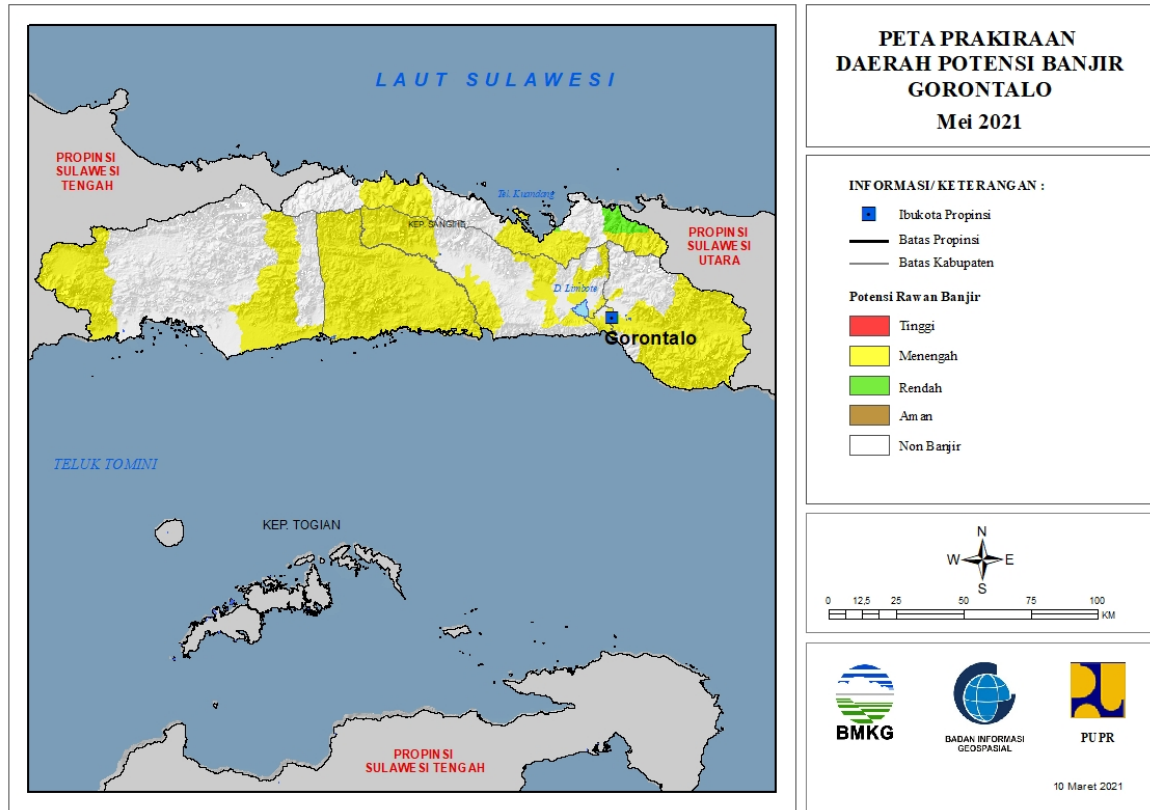 LAUT SULAWESI
PROPINSI
SULAWESI
TENGAH
Tel. Kuandang
KEP. SANGIHE
PROPINSI
SULAWESI
UTARA
D. Limboto
Gorontalo
TELUK TOMINI
KEP. TOGIAN
PROPINSI
SULAWESI TENGAH
PETA PRAKIRAAN
DAERAH POTENSI BANJIR
GORONTALO
Mei 2021
INFORMASI/ KETERANGAN :
Ibukota Propinsi
Batas Propinsi
Batas Kabupaten
Potensi Rawan Banjir
Tinggi
Menengah
Rendah
Aman
Non Banjir
N
W E
S
0 12,5 25 50 75 100
KM
BMKG
BADAN INFORMASI
GEOSPASIAL
PUPR
10 Maret 2021